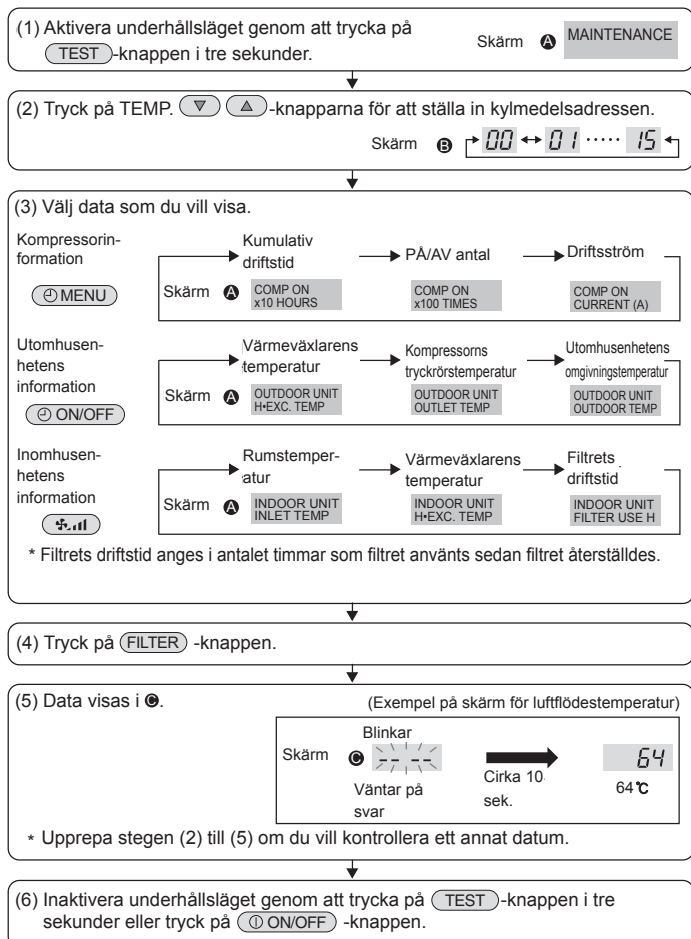 (1) Aktivera underhållsläget genom att trycka på
TEST -knappen i tre sekunder.
Skärm A MAINTENANCE
(2) Tryck på TEMP. ▽ △ -knapparna för att ställa in kylmedelsadressen.
Skärm B 00 ↔ 01 ····· 15
(3) Välj data som du vill visa.
Kompressorin-
formation
MENU
Kumulativ
driftstid
PÅ/AV antal
Driftsström
Skärm A
COMP ON
x10 HOURS
COMP ON
x100 TIMES
COMP ON
CURRENT (A)
Utomhusen-
hetens
information
ON/OFF
Värmeväxlarens
temperatur
Kompressorns
tryckrörstemperatur
Utomhusenhetens
omgivningstemperatur
Skärm A
OUTDOOR UNIT
H•EXC. TEMP
OUTDOOR UNIT
OUTLET TEMP
OUTDOOR UNIT
OUTDOOR TEMP
Inomhusen-
hetens
information
Rumstemper-
atur
Värmeväxlarens
temperatur
Filtrets
driftstid
Skärm A
INDOOR UNIT
INLET TEMP
INDOOR UNIT
H•EXC. TEMP
INDOOR UNIT
FILTER USE H
* Filtrets driftstid anges i antalet timmar som filtret använts sedan filtret återställdes.
(4) Tryck på FILTER -knappen.
(5) Data visas i C.
(Exempel på skärm för luftflödestemperatur)
Blinkar
Skärm C -- --
Väntar på
svar
Cirka 10
sek.
64
64℃
* Upprepa stegen (2) till (5) om du vill kontrollera ett annat datum.
(6) Inaktivera underhållsläget genom att trycka på TEST -knappen i tre
sekunder eller tryck på ON/OFF -knappen.